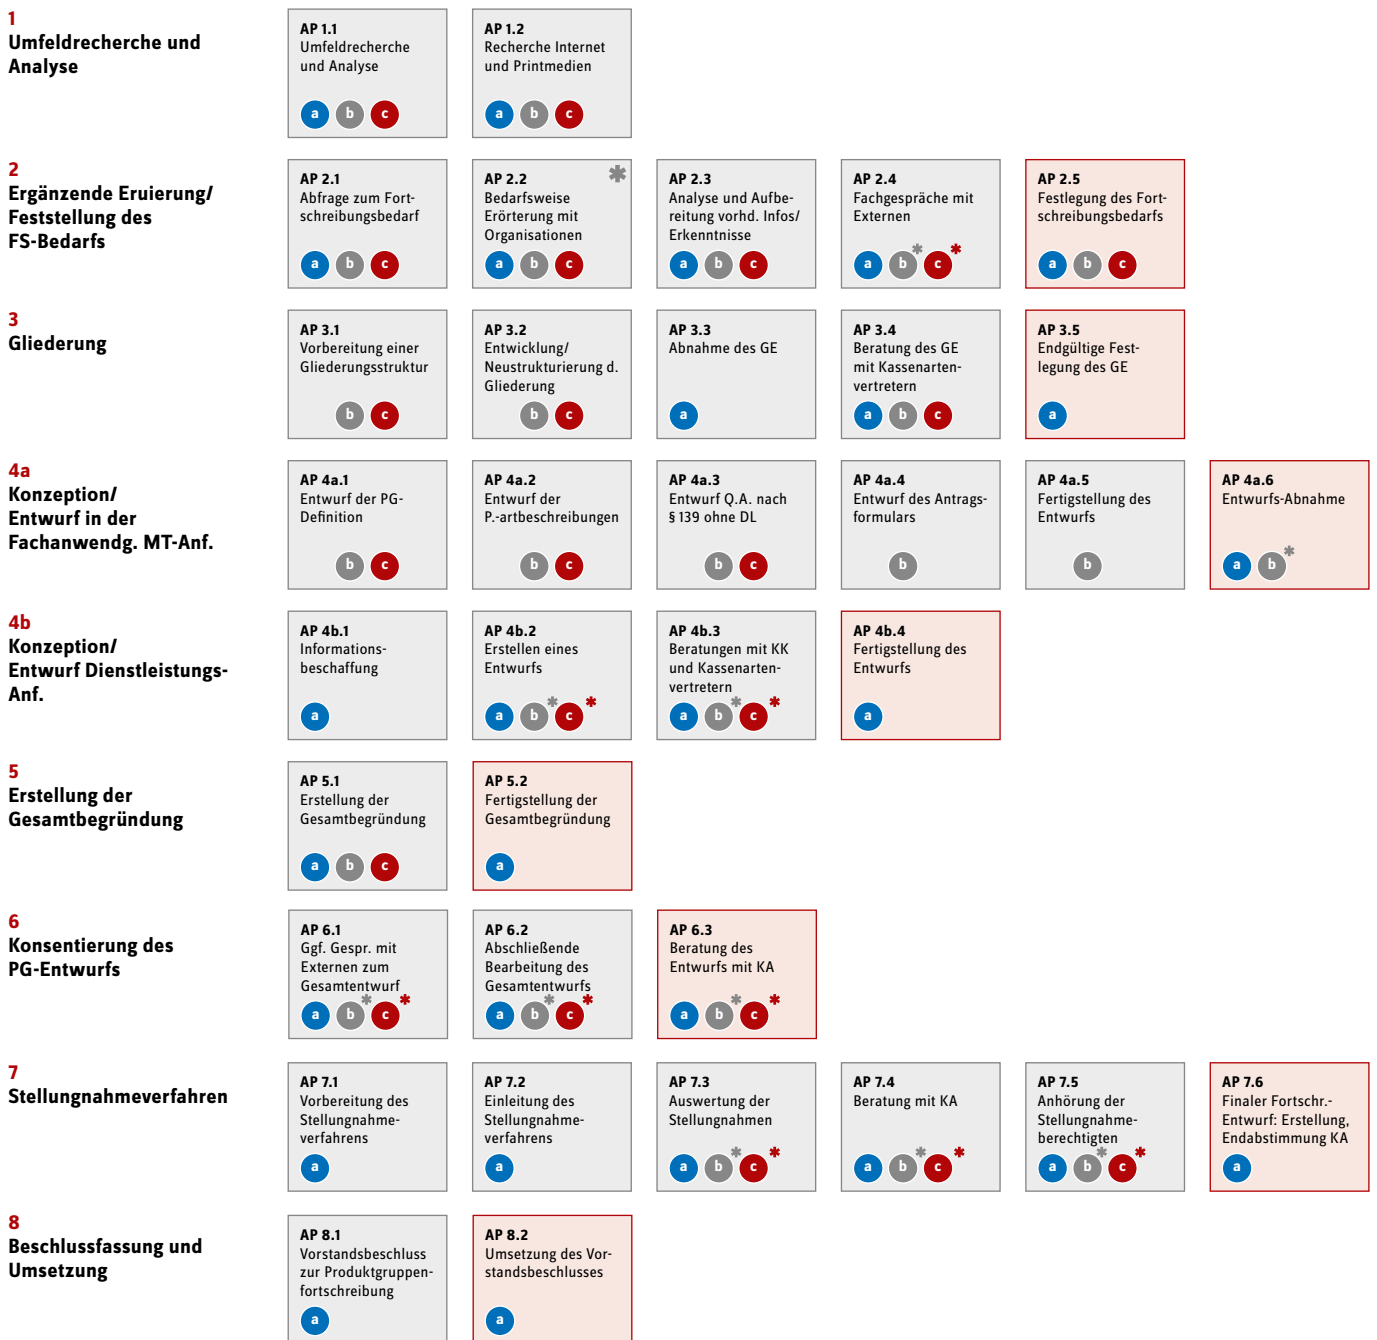 1
Umfeldrecherche und
Analyse
AP 1.1
Umfeldrecherche
und Analyse
a b c
AP 1.2
Recherche Internet
und Printmedien
a b c
2
Ergänzende Eruierung/
Feststellung des
FS-Bedarfs
AP 2.1
Abfrage zum Fort-
schreibungsbedarf
a b c
AP 2.2 *
Bedarfsweise
Erörterung mit
Organisationen
a b c
AP 2.3
Analyse und Aufbe-
reitung vorhd. Infos/
Erkenntnisse
a b c
AP 2.4
Fachgespräche mit
Externen
a b* c*
AP 2.5
Festlegung des Fort-
schreibungsbedarfs
a b c
3
Gliederung
AP 3.1
Vorbereitung einer
Gliederungsstruktur
b c
AP 3.2
Entwicklung/
Neustrukturierung d.
Gliederung
b c
AP 3.3
Abnahme des GE
a
AP 3.4
Beratung des GE
mit Kassenarten-
vertretern
a b c
AP 3.5
Endgültige Fest-
legung des GE
a
4a
Konzeption/
Entwurf in der
Fachanwendg. MT-Anf.
AP 4a.1
Entwurf der PG-
Definition
b c
AP 4a.2
Entwurf der
P.-artbeschreibungen
b c
AP 4a.3
Entwurf Q.A. nach
§ 139 ohne DL
b c
AP 4a.4
Entwurf des Antrags-
formulars
b
AP 4a.5
Fertigstellung des
Entwurfs
b
AP 4a.6
Entwurfs-Abnahme
a b*
4b
Konzeption/
Entwurf Dienstleistungs-
Anf.
AP 4b.1
Informations-
beschaffung
a
AP 4b.2
Erstellen eines
Entwurfs
a b* c*
AP 4b.3
Beratungen mit KK
und Kassenarten-
vertretern
a b* c*
AP 4b.4
Fertigstellung des
Entwurfs
a
5
Erstellung der
Gesamtbegründung
AP 5.1
Erstellung der
Gesamtbegründung
a b c
AP 5.2
Fertigstellung der
Gesamtbegründung
a
6
Konsentierung des
PG-Entwurfs
AP 6.1
Ggf. Gespr. mit
Externen zum
Gesamtentwurf
a b* c*
AP 6.2
Abschließende
Bearbeitung des
Gesamtentwurfs
a b* c*
AP 6.3
Beratung des
Entwurfs mit KA
a b* c*
7
Stellungnahmeverfahren
AP 7.1
Vorbereitung des
Stellungnahme-
verfahrens
a
AP 7.2
Einleitung des
Stellungnahme-
verfahrens
a
AP 7.3
Auswertung der
Stellungnahmen
a b* c*
AP 7.4
Beratung mit KA
a b* c*
AP 7.5
Anhörung der
Stellungnahme-
berechtigten
a b* c*
AP 7.6
Finaler Fortschr.-
Entwurf: Erstellung,
Endabstimmung KA
a
8
Beschlussfassung und
Umsetzung
AP 8.1
Vorstandsbeschluss
zur Produktgruppen-
fortschreibung
a
AP 8.2
Umsetzung des Vor-
standsbeschlusses
a